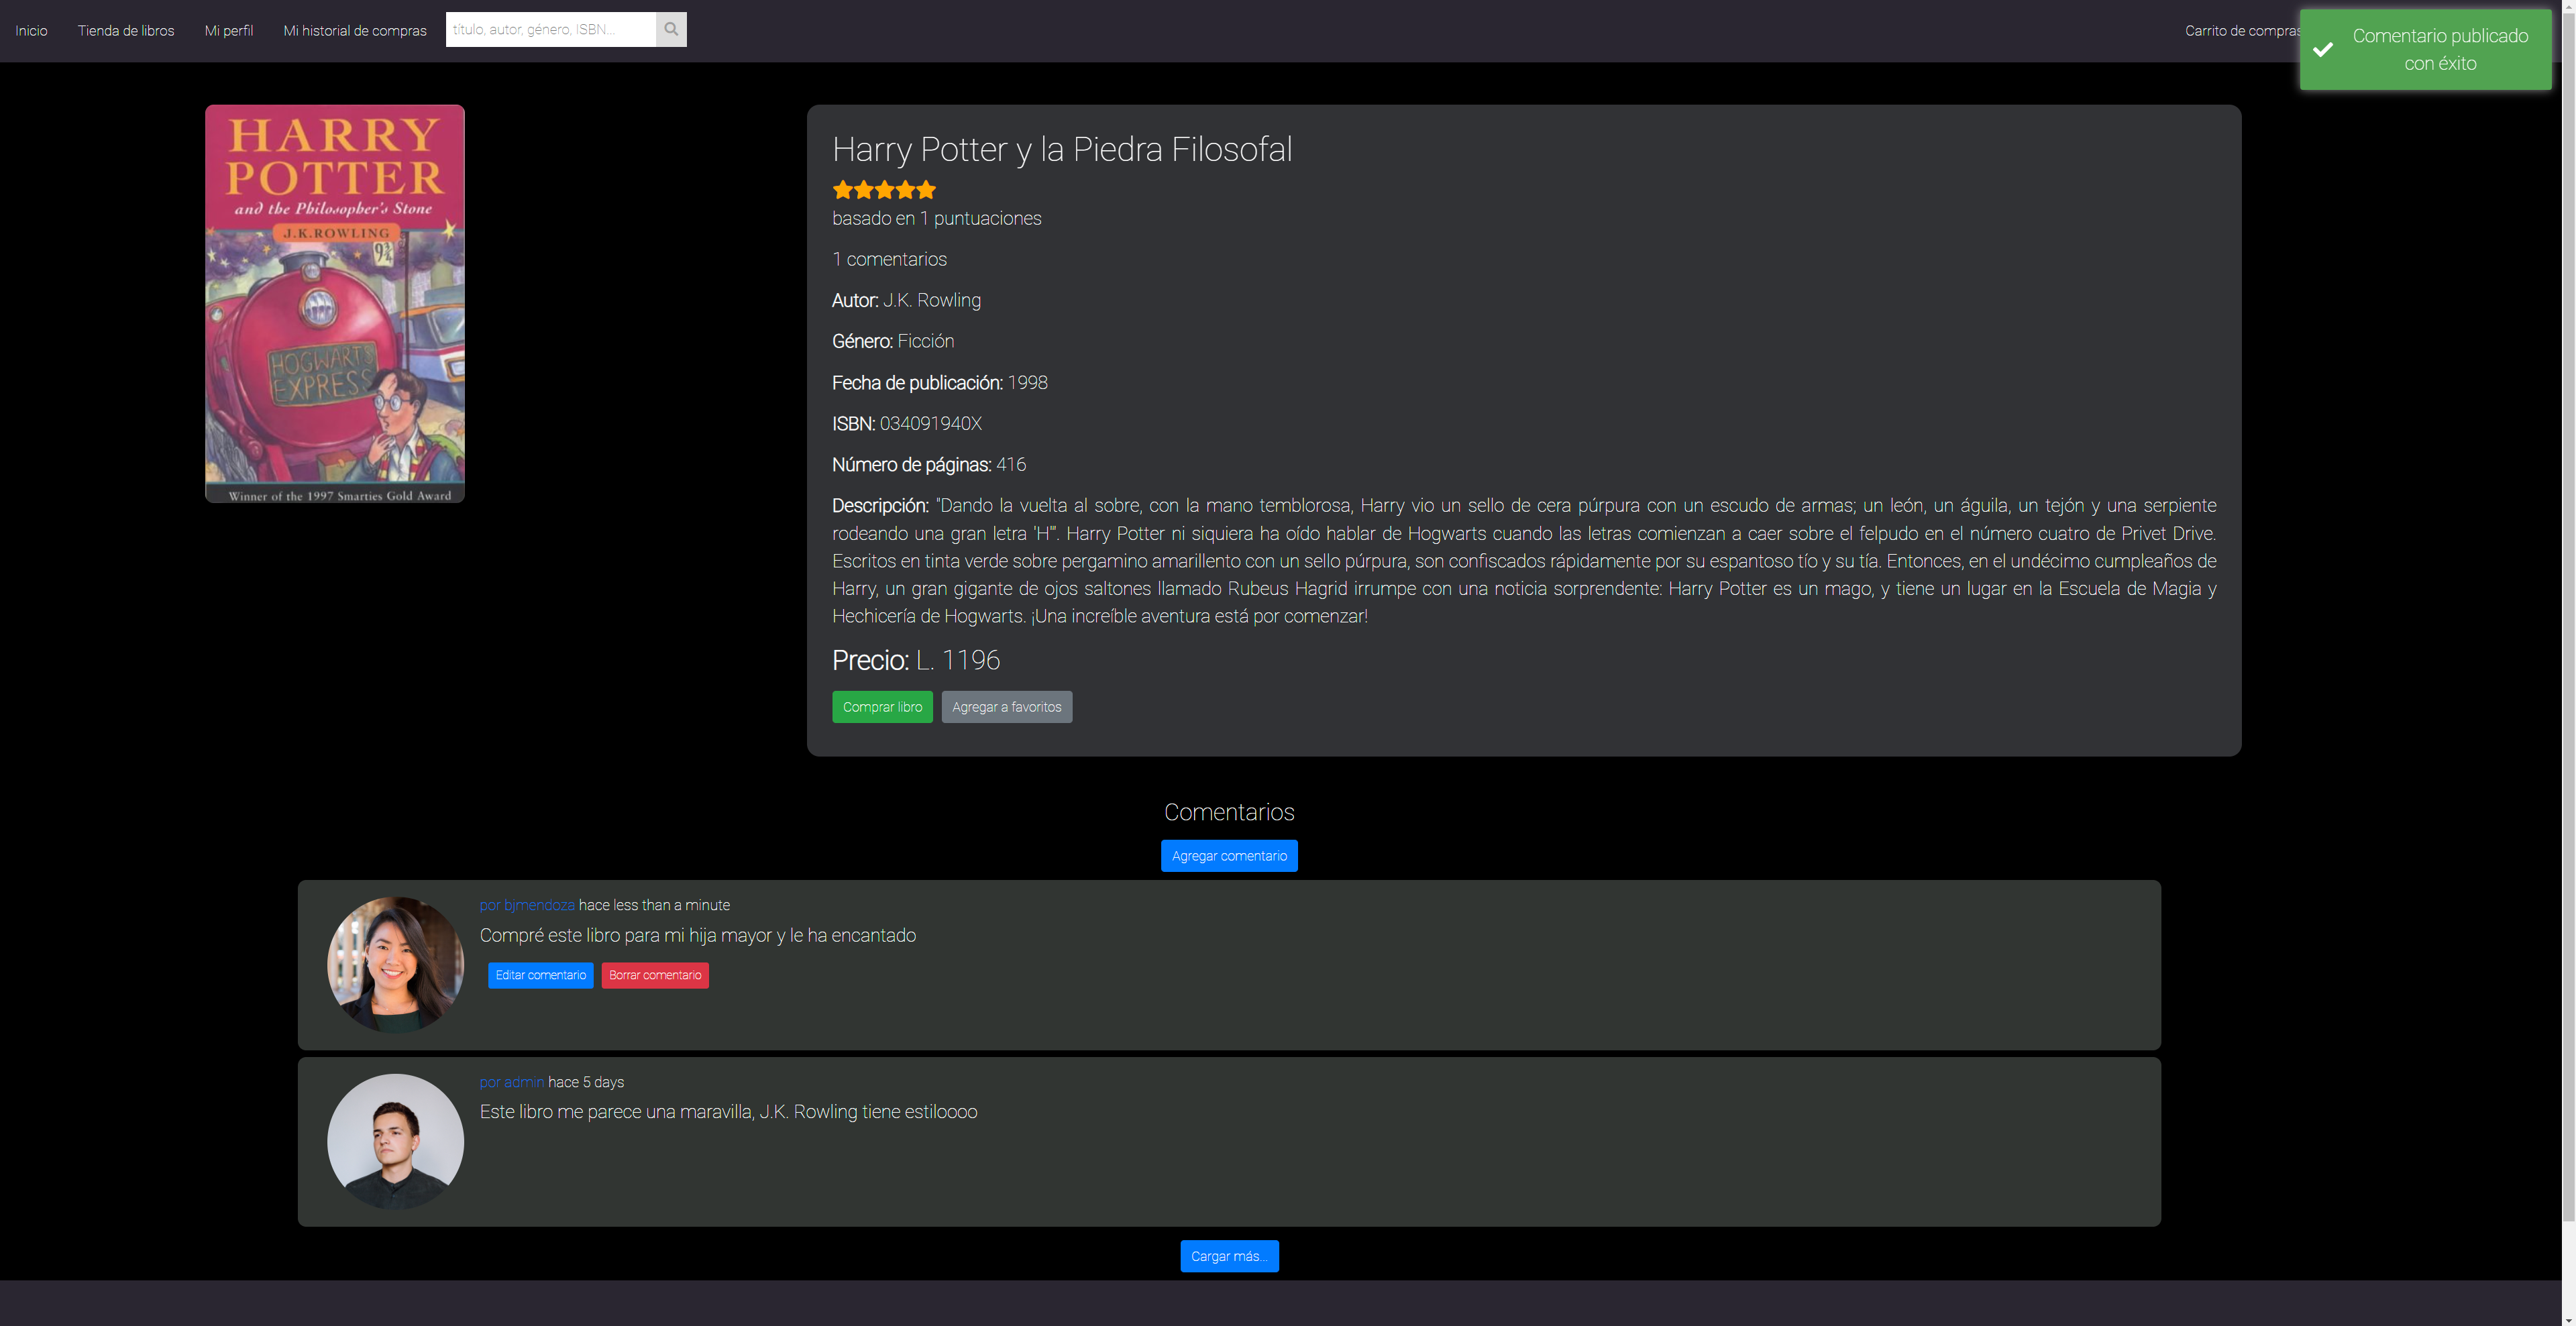 Inicio
Tienda de libros
Mi perfil
Mi historial de compras
título, autor, género, ISBN...
Carrito de compras
Comentario publicado
con éxito
HARRY
POTTER
and the Philosopher's Stone
J.K.ROWLING
9¾
HOGWARTS
EXPRESS
Winner of the 1997 Smarties Gold Award
Harry Potter y la Piedra Filosofal
basado en 1 puntuaciones
1 comentarios
Autor: J.K. Rowling
Género: Ficción
Fecha de publicación: 1998
ISBN: 034091940X
Número de páginas: 416
Descripción: "Dando la vuelta al sobre, con la mano temblorosa, Harry vio un sello de cera púrpura con un escudo de armas; un león, un águila, un tejón y una serpiente
rodeando una gran letra 'H'". Harry Potter ni siquiera ha oído hablar de Hogwarts cuando las letras comienzan a caer sobre el felpudo en el número cuatro de Privet Drive.
Escritos en tinta verde sobre pergamino amarillento con un sello púrpura, son confiscados rápidamente por su espantoso tío y su tía. Entonces, en el undécimo cumpleaños de
Harry, un gran gigante de ojos saltones llamado Rubeus Hagrid irrumpe con una noticia sorprendente: Harry Potter es un mago, y tiene un lugar en la Escuela de Magia y
Hechicería de Hogwarts. ¡Una increíble aventura está por comenzar!
Precio: L. 1196
Comprar libro
Agregar a favoritos
Comentarios
Agregar comentario
por bjmendoza hace less than a minute
Compré este libro para mi hija mayor y le ha encantado
Editar comentario
Borrar comentario
por admin hace 5 days
Este libro me parece una maravilla, J.K. Rowling tiene estiloooo
Cargar más...